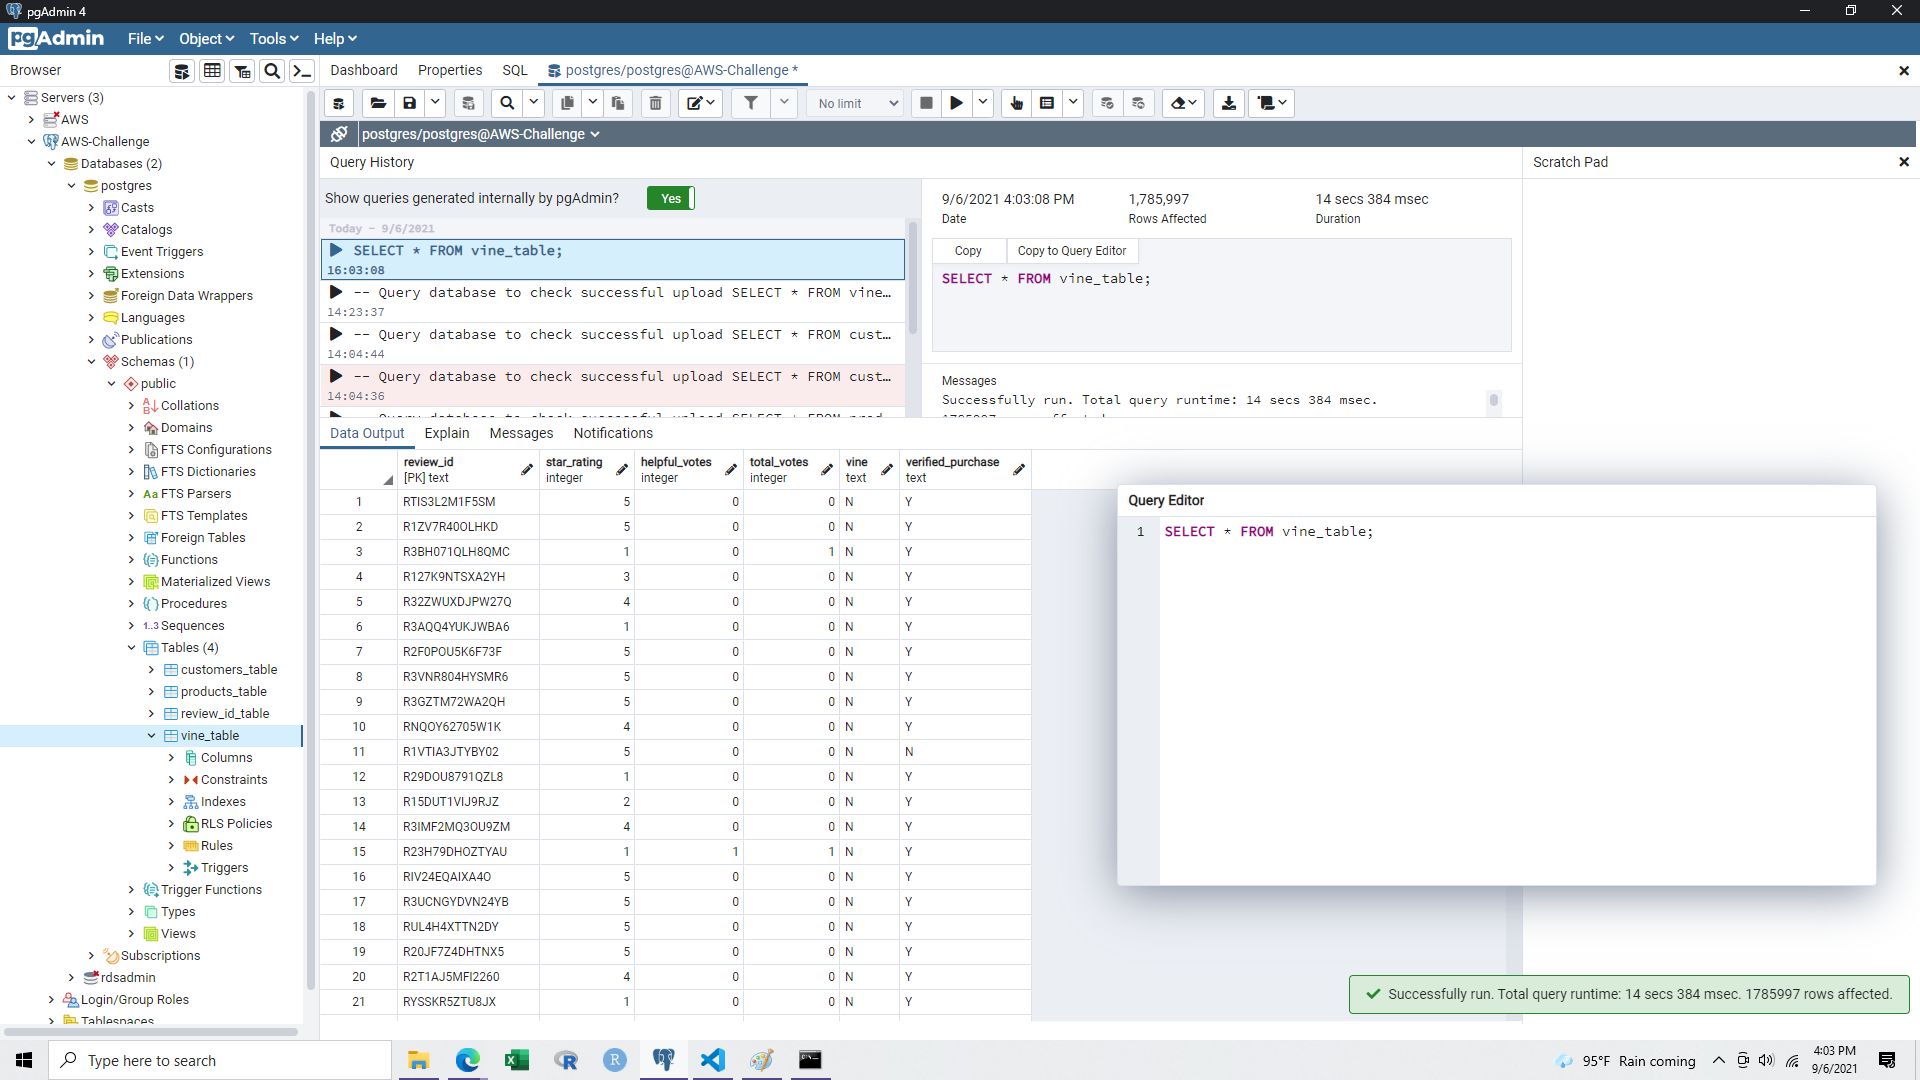 pgAdmin 4
pgAdmin File Object Tools Help
Browser
Dashboard Properties SQL postgres/postgres@AWS-Challenge *
No limit
postgres/postgres@AWS-Challenge
Servers (3)
AWS
AWS-Challenge
Databases (2)
postgres
Casts
Catalogs
Event Triggers
Extensions
Foreign Data Wrappers
Languages
Publications
Schemas (1)
public
Collations
Domains
FTS Configurations
FTS Dictionaries
Aa FTS Parsers
FTS Templates
Foreign Tables
Functions
Materialized Views
Procedures
1..3 Sequences
Tables (4)
customers_table
products_table
review_id_table
vine_table
Columns
Constraints
Indexes
RLS Policies
Rules
Triggers
Trigger Functions
Types
Views
Subscriptions
rdsadmin
Login/Group Roles
Tablespaces
Query History
Show queries generated internally by pgAdmin? Yes
Today - 9/6/2021
SELECT * FROM vine_table;
16:03:08
-- Query database to check successful upload SELECT * FROM vine…
14:23:37
-- Query database to check successful upload SELECT * FROM cust…
14:04:44
-- Query database to check successful upload SELECT * FROM cust…
14:04:36
9/6/2021 4:03:08 PM 1,785,997 14 secs 384 msec
Date Rows Affected Duration
Copy Copy to Query Editor
SELECT * FROM vine_table;
Messages
Successfully run. Total query runtime: 14 secs 384 msec.
Scratch Pad
Data Output Explain Messages Notifications
review_id star_rating helpful_votes total_votes vine verified_purchase
[PK] text integer integer integer text text
1 RTIS3L2M1F5SM 5 0 0 N Y
2 R1ZV7R40OLHKD 5 0 0 N Y
3 R3BH071QLH8QMC 1 0 1 N Y
4 R127K9NTSXA2YH 3 0 0 N Y
5 R32ZWUXDJPW27Q 4 0 0 N Y
6 R3AQQ4YUKJWBA6 1 0 0 N Y
7 R2F0POU5K6F73F 5 0 0 N Y
8 R3VNR804HYSMR6 5 0 0 N Y
9 R3GZTM72WA2QH 5 0 0 N Y
10 RNQOY62705W1K 4 0 0 N Y
11 R1VTIA3JTYBY02 5 0 0 N N
12 R29DOU8791QZL8 1 0 0 N Y
13 R15DUT1VIJ9RJZ 2 0 0 N Y
14 R3IMF2MQ3OU9ZM 4 0 0 N Y
15 R23H79DHOZTYAU 1 1 1 N Y
16 RIV24EQAIXA4O 5 0 0 N Y
17 R3UCNGYDVN24YB 5 0 0 N Y
18 RUL4H4XTTN2DY 5 0 0 N Y
19 R20JF7Z4DHTNX5 5 0 0 N Y
20 R2T1AJ5MFI2260 4 0 0 N Y
21 RYSSKR5ZTU8JX 1 0 0 N Y
Query Editor
1 SELECT * FROM vine_table;
Successfully run. Total query runtime: 14 secs 384 msec. 1785997 rows affected.
Type here to search
95°F Rain coming
4:03 PM
9/6/2021